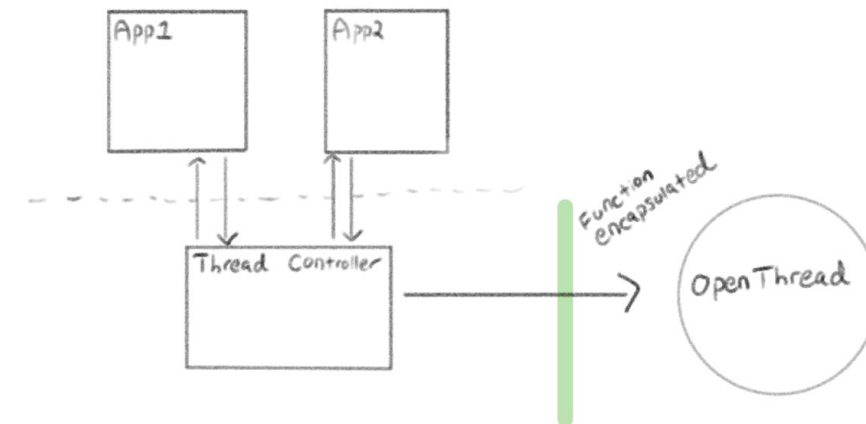 App1
App2
Function
encapsulated
Thread Controller
OpenThread